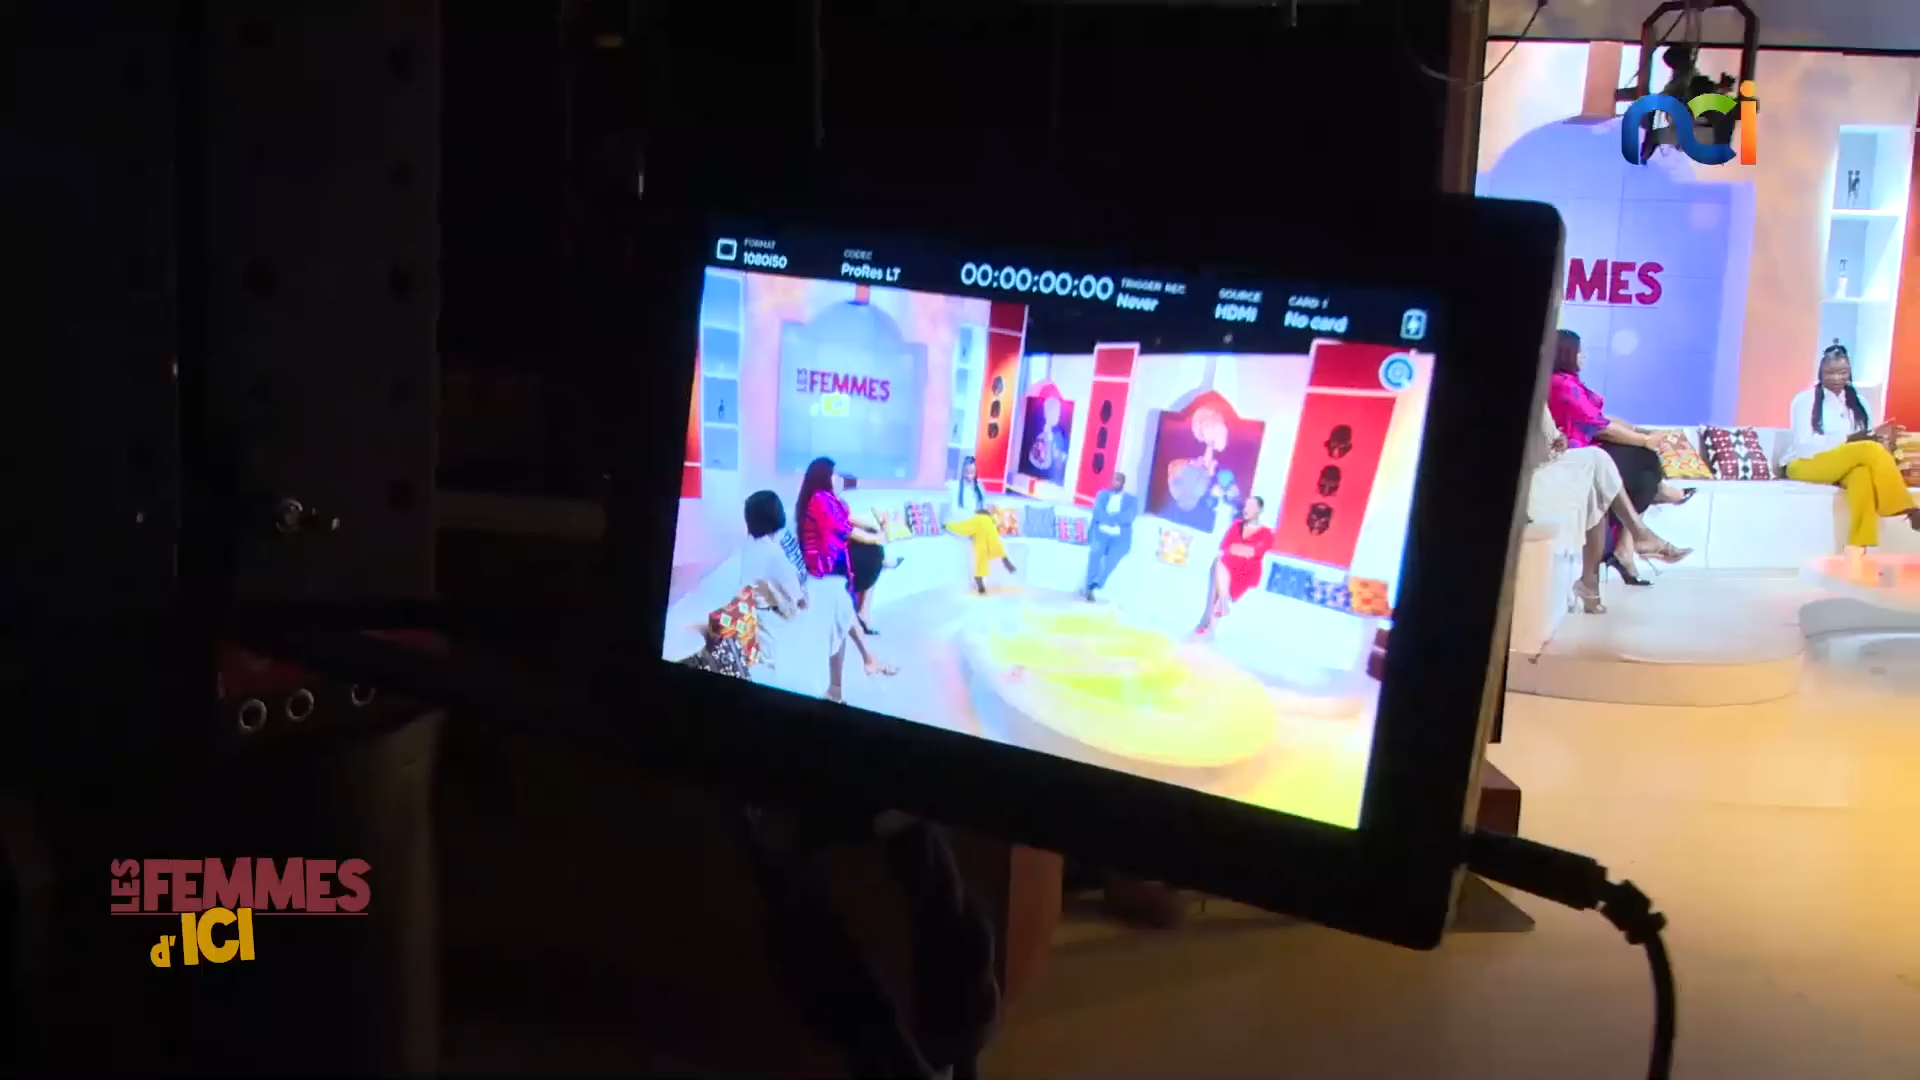 nci
FORMAT
1080i50
CODEC
ProRes LT
00:00:00:00
TRIGGER REC
Never
SOURCE
HDMI
CARD 1
No card
LES
FEMMES
d'ICI
MES
LES
FEMMES
d'ICI